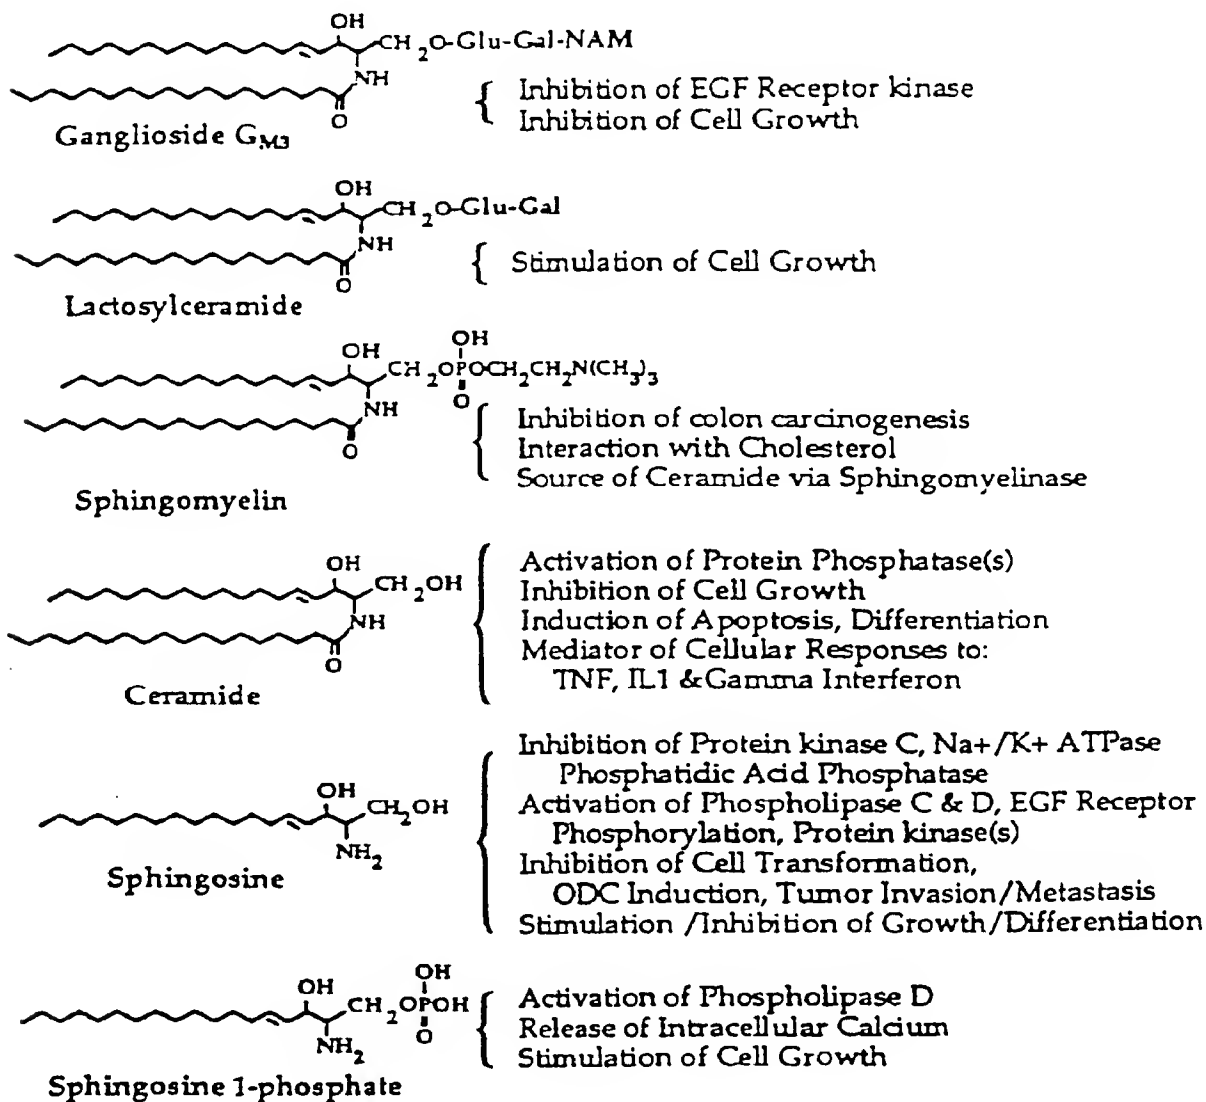 OH
CH2O-Glu-Gal-NAM
NH
O
Ganglioside GM3
{ Inhibition of EGF Receptor kinase
Inhibition of Cell Growth
OH
CH2O-Glu-Gal
NH
O
Lactosylceramide
{ Stimulation of Cell Growth
OH
OH
CH2OPOCH2CH2N(CH3)3
O
NH
O
Sphingomyelin
Inhibition of colon carcinogenesis
Interaction with Cholesterol
Source of Ceramide via Sphingomyelinase
OH
CH2OH
NH
O
Ceramide
Activation of Protein Phosphatase(s)
Inhibition of Cell Growth
Induction of Apoptosis, Differentiation
Mediator of Cellular Responses to:
TNF, IL1 &Gamma Interferon
OH
CH2OH
NH2
Sphingosine
Inhibition of Protein kinase C, Na+/K+ ATPase
Phosphatidic Acid Phosphatase
Activation of Phospholipase C & D, EGF Receptor
Phosphorylation, Protein kinase(s)
Inhibition of Cell Transformation,
ODC Induction, Tumor Invasion/Metastasis
Stimulation /Inhibition of Growth/Differentiation
OH
OH
CH2OPOH
O
NH2
Sphingosine 1-phosphate
Activation of Phospholipase D
Release of Intracellular Calcium
Stimulation of Cell Growth